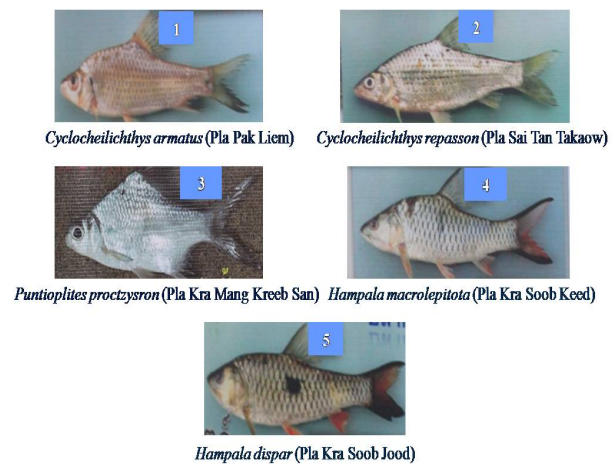 1
2
Cyclocheilichthys armatus (Pla Pak Liem)
Cyclocheilichthys repasson (Pla Sai Tan Takaow)
3
4
Puntioplites proctzysron (Pla Kra Mang Kreeb San)
Hampala macrolepitota (Pla Kra Soob Keed)
5
Hampala dispar (Pla Kra Soob Jood)